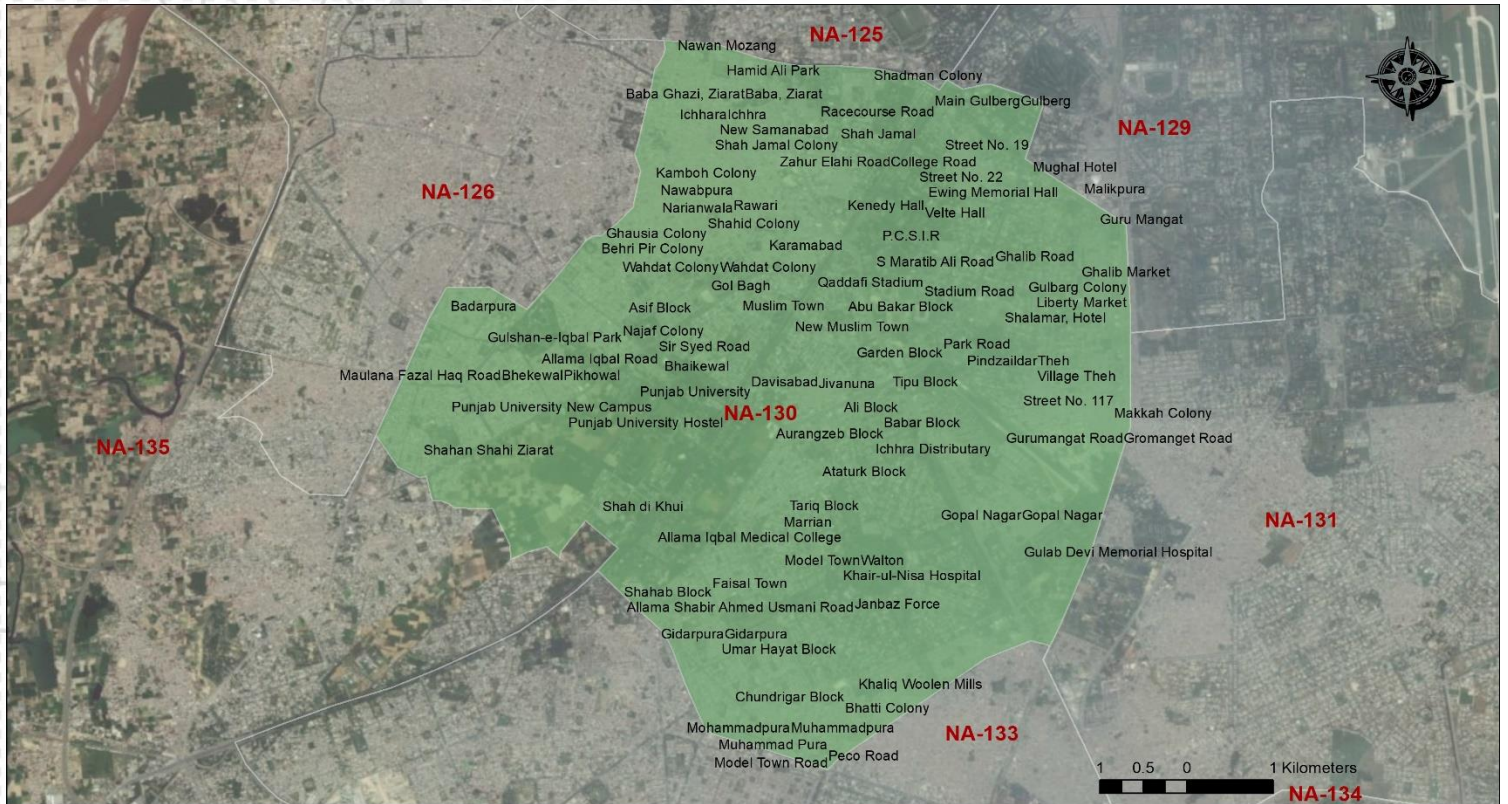 NA-125
Nawan Mozang
Hamid Ali Park
Shadman Colony
Baba Ghazi, ZiaratBaba, Ziarat
Main GulbergGulberg
IchharaIchhra
Racecourse Road
NA-129
New Samanabad
Shah Jamal
Shah Jamal Colony
Street No. 19
Zahur Elahi RoadCollege Road
Mughal Hotel
Kamboh Colony
Street No. 22
NA-126
Nawabpura
Ewing Memorial Hall
Malikpura
Narianwala
Rawari
Kenedy Hall
Velte Hall
Guru Mangat
Shahid Colony
Ghausia Colony
P.C.S.I.R
Behri Pir Colony
Karamabad
Wahdat ColonyWahdat Colony
S Maratib Ali Road
Ghalib Road
Ghalib Market
Gol Bagh
Qaddafi Stadium
Stadium Road
Gulbarg Colony
Badarpura
Asif Block
Muslim Town
Abu Bakar Block
Liberty Market
Shalamar, Hotel
Gulshan-e-Iqbal Park
Najaf Colony
New Muslim Town
Sir Syed Road
Park Road
Allama Iqbal Road
Bhaikewal
Garden Block
PindzaildarTheh
Maulana Fazal Haq RoadBhekewalPikhowal
Village Theh
Punjab University
Davisabad
Jivanuna
Tipu Block
Street No. 117
Punjab University New Campus
NA-130
Ali Block
Makkah Colony
Punjab University Hostel
Babar Block
Aurangzeb Block
Gurumangat RoadGromanget Road
NA-135
Shahan Shahi Ziarat
Ichhra Distributary
Ataturk Block
Shah di Khui
Tariq Block
Gopal NagarGopal Nagar
NA-131
Marrian
Allama Iqbal Medical College
Gulab Devi Memorial Hospital
Model TownWalton
Khair-ul-Nisa Hospital
Faisal Town
Shahab Block
Allama Shabir Ahmed Usmani Road
Janbaz Force
GidarpuraGidarpura
Umar Hayat Block
Khaliq Woolen Mills
Chundrigar Block
Bhatti Colony
MohammadpuraMuhammadpura
NA-133
Muhammad Pura
Peco Road
Model Town Road
1 0.5 0 1 Kilometers
NA-134